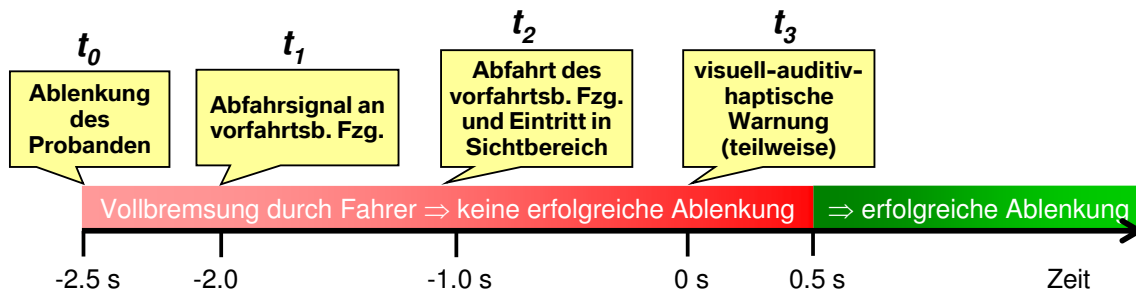 t0
t1
t2
t3
Ablenkung
des
Probanden
Abfahrsignal an
vorfahrtsb. Fzg.
Abfahrt des
vorfahrtsb. Fzg.
und Eintritt in
Sichtbereich
visuell-auditiv-
haptische
Warnung
(teilweise)
Vollbremsung durch Fahrer ⇒ keine erfolgreiche Ablenkung
⇒ erfolgreiche Ablenkung
-2.5 s
-2.0
-1.0 s
0 s
0.5 s
Zeit